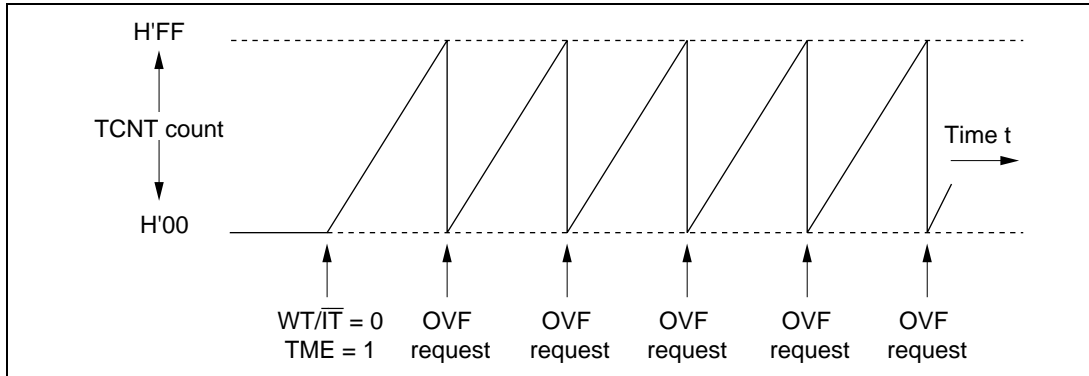 H'FF
TCNT count
Time t
H'00
WT/I̅T̅ = 0
TME = 1
OVF
request
OVF
request
OVF
request
OVF
request
OVF
request